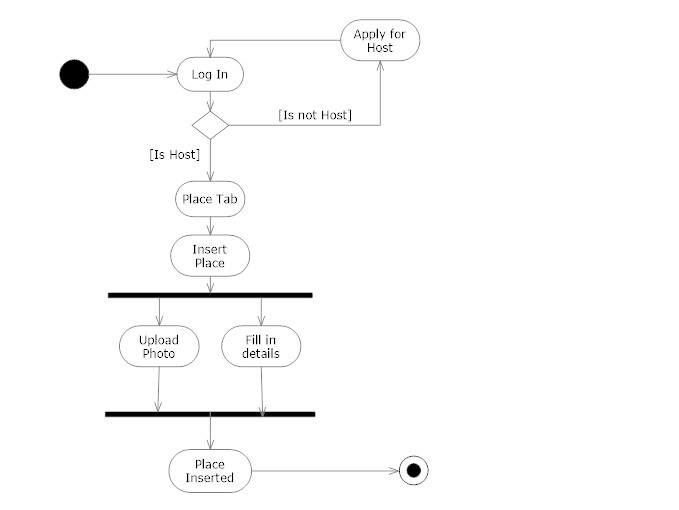 Apply for
Host
Log In
[Is not Host]
[Is Host]
Place Tab
Insert
Place
Upload
Photo
Fill in
details
Place
Inserted